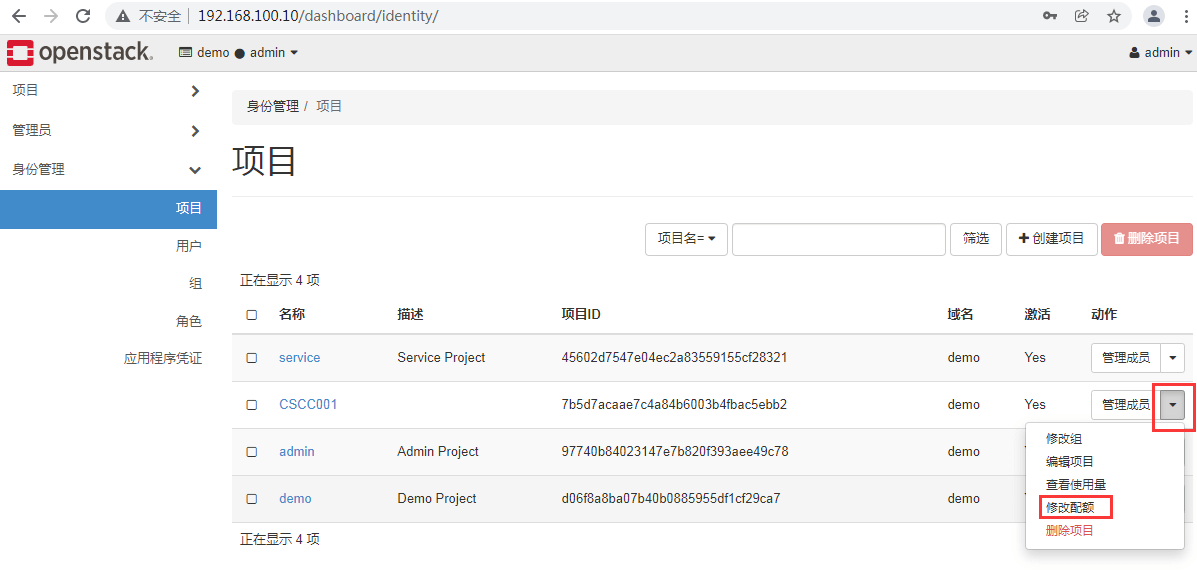 不安全 192.168.100.10/dashboard/identity/
openstack. demo ● admin admin
项目
管理员
身份管理
项目
用户
组
角色
应用程序凭证
身份管理 / 项目
项目
项目名= 筛选 创建项目 删除项目
正在显示 4 项
名称 描述 项目ID 域名 激活 动作
service Service Project 45602d7547e04ec2a83559155cf28321 demo Yes 管理成员
CSCC001 7b5d7acaae7c4a84b6003b4fbac5ebb2 demo Yes 管理成员
admin Admin Project 97740b84023147e7b820f393aee49c78 demo
demo Demo Project d06f8a8ba07b40b0885955df1cf29ca7 demo
修改组
编辑项目
查看使用量
修改配额
删除项目
正在显示 4 项